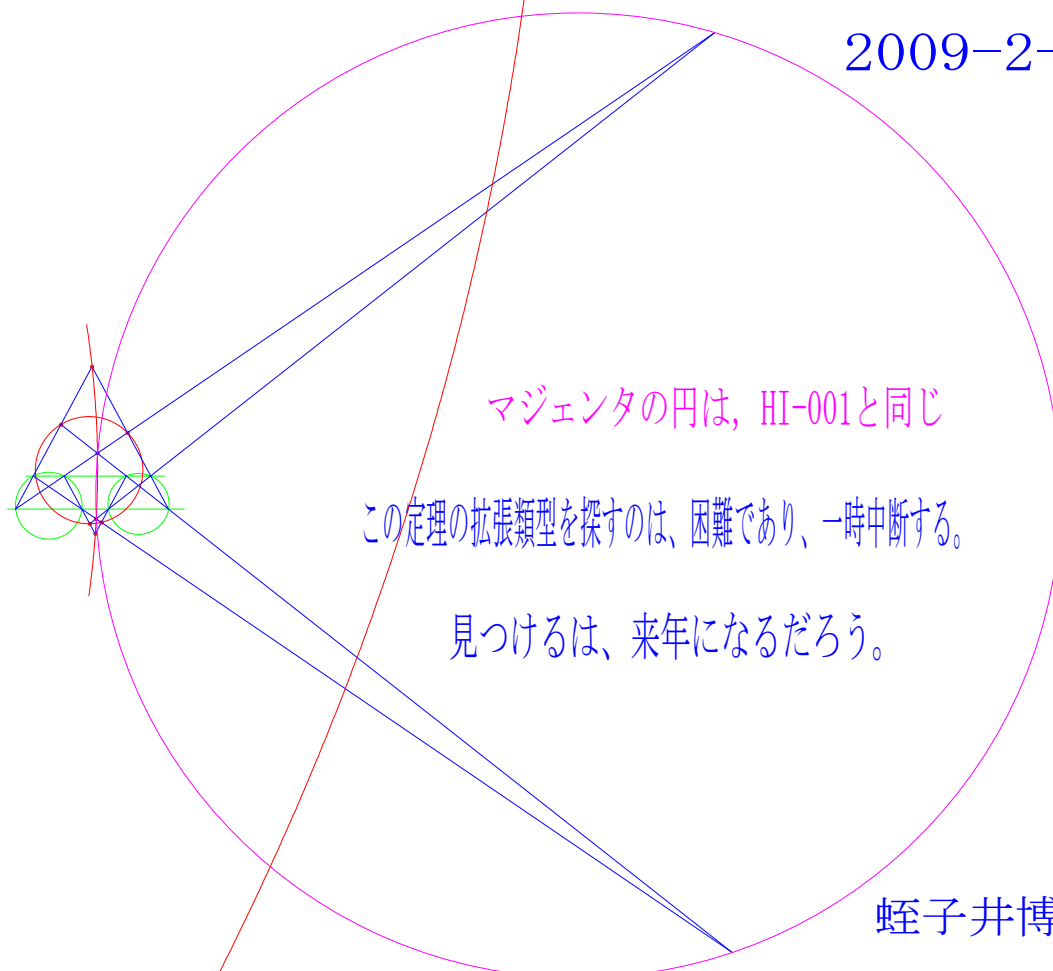 2009-2-
マジェンタの円は, HI-001と同じ
この定理の拡張類型を探すのは、困難であり、一時中断する。
見つけるは、来年になるだろう。
蛭子井博